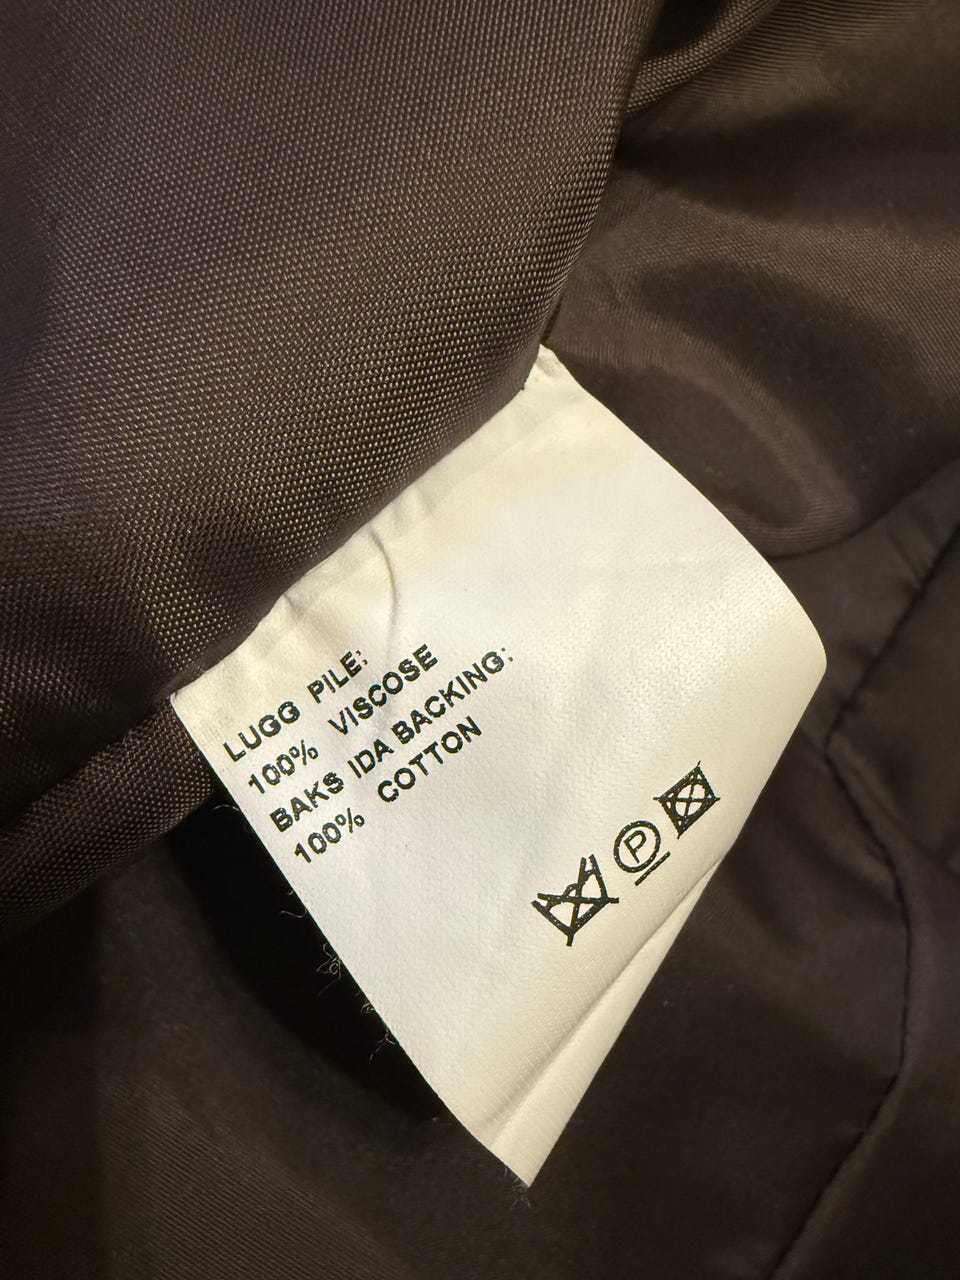 LUGG PILE:
100% VISCOSE
BAKS IDA BACKING:
100% COTTON
P